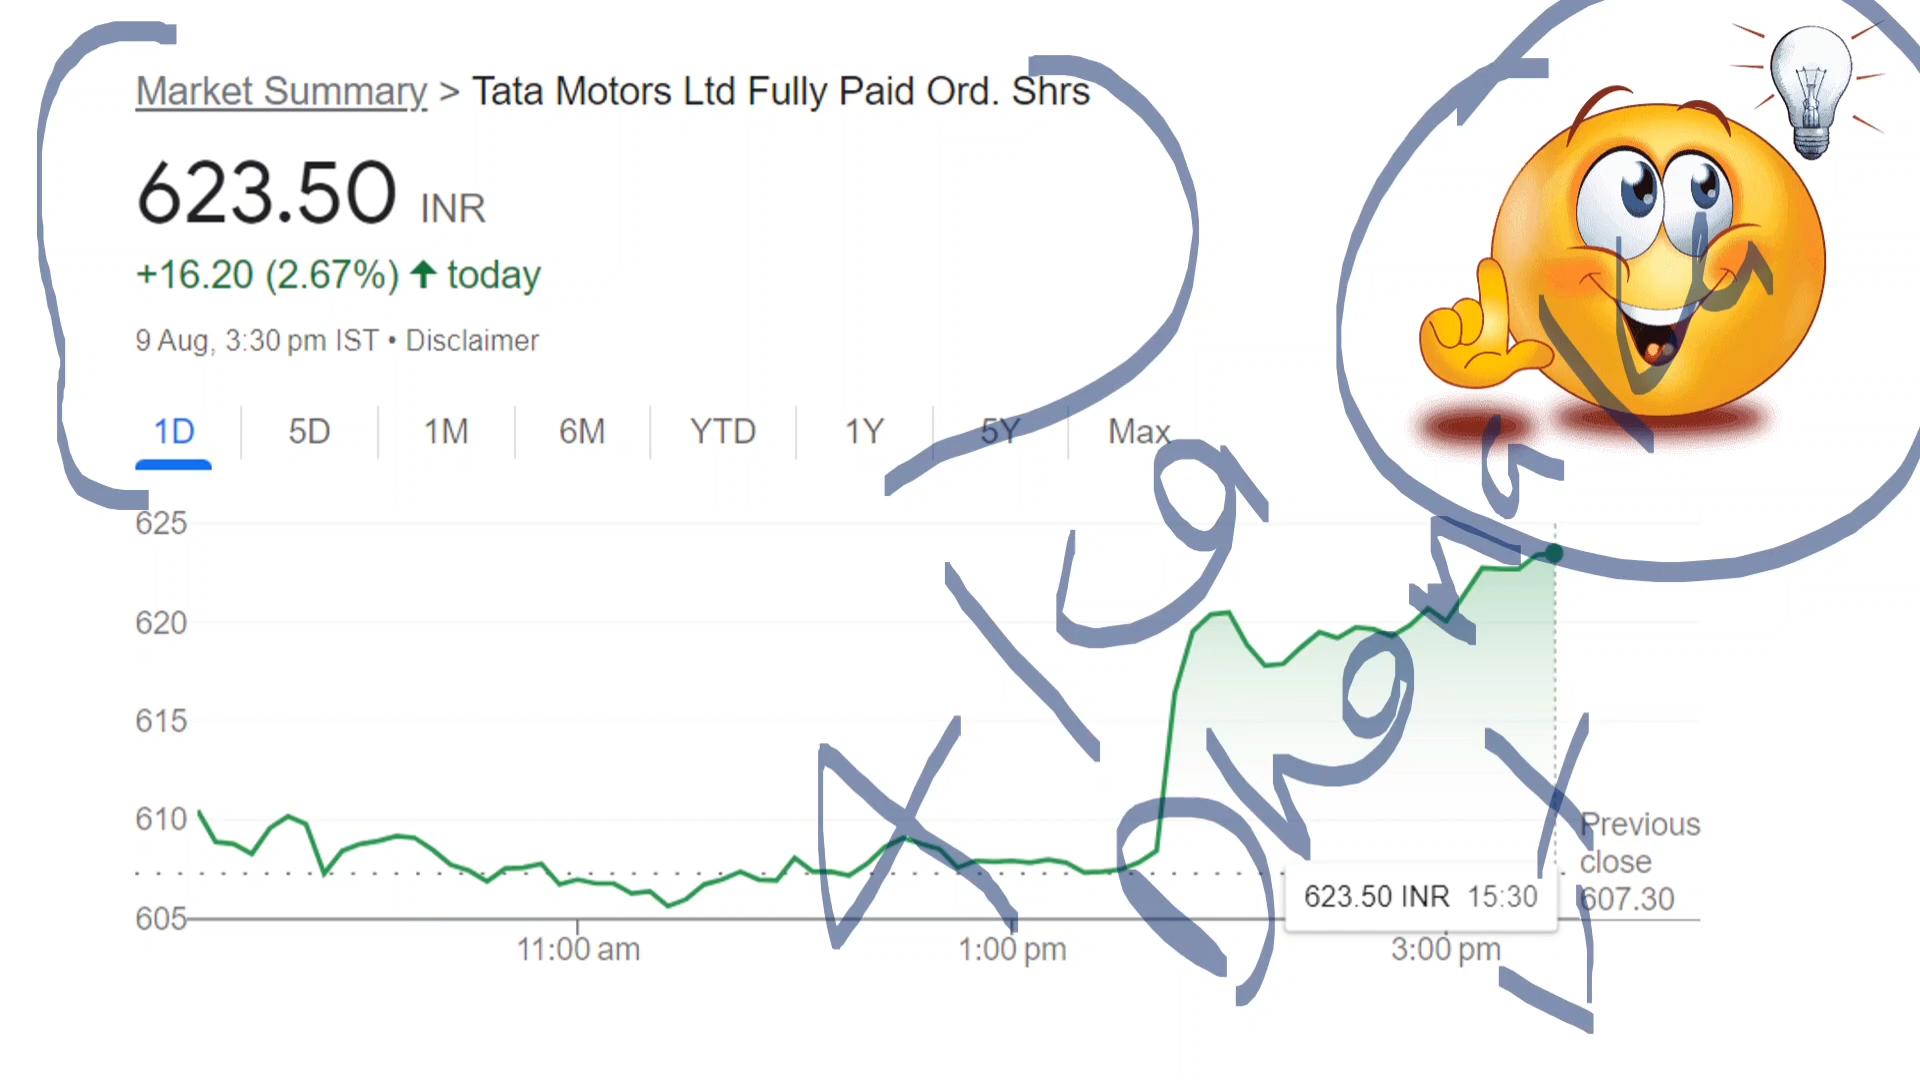 Market Summary > Tata Motors Ltd Fully Paid Ord. Shrs
623.50 INR
+16.20 (2.67%) ↑ today
9 Aug, 3:30 pm IST • Disclaimer
1D 5D 1M 6M YTD 1Y 5Y Max
625
620
615
610
605
Previous close 607.30
623.50 INR 15:30
11:00 am 1:00 pm 3:00 pm